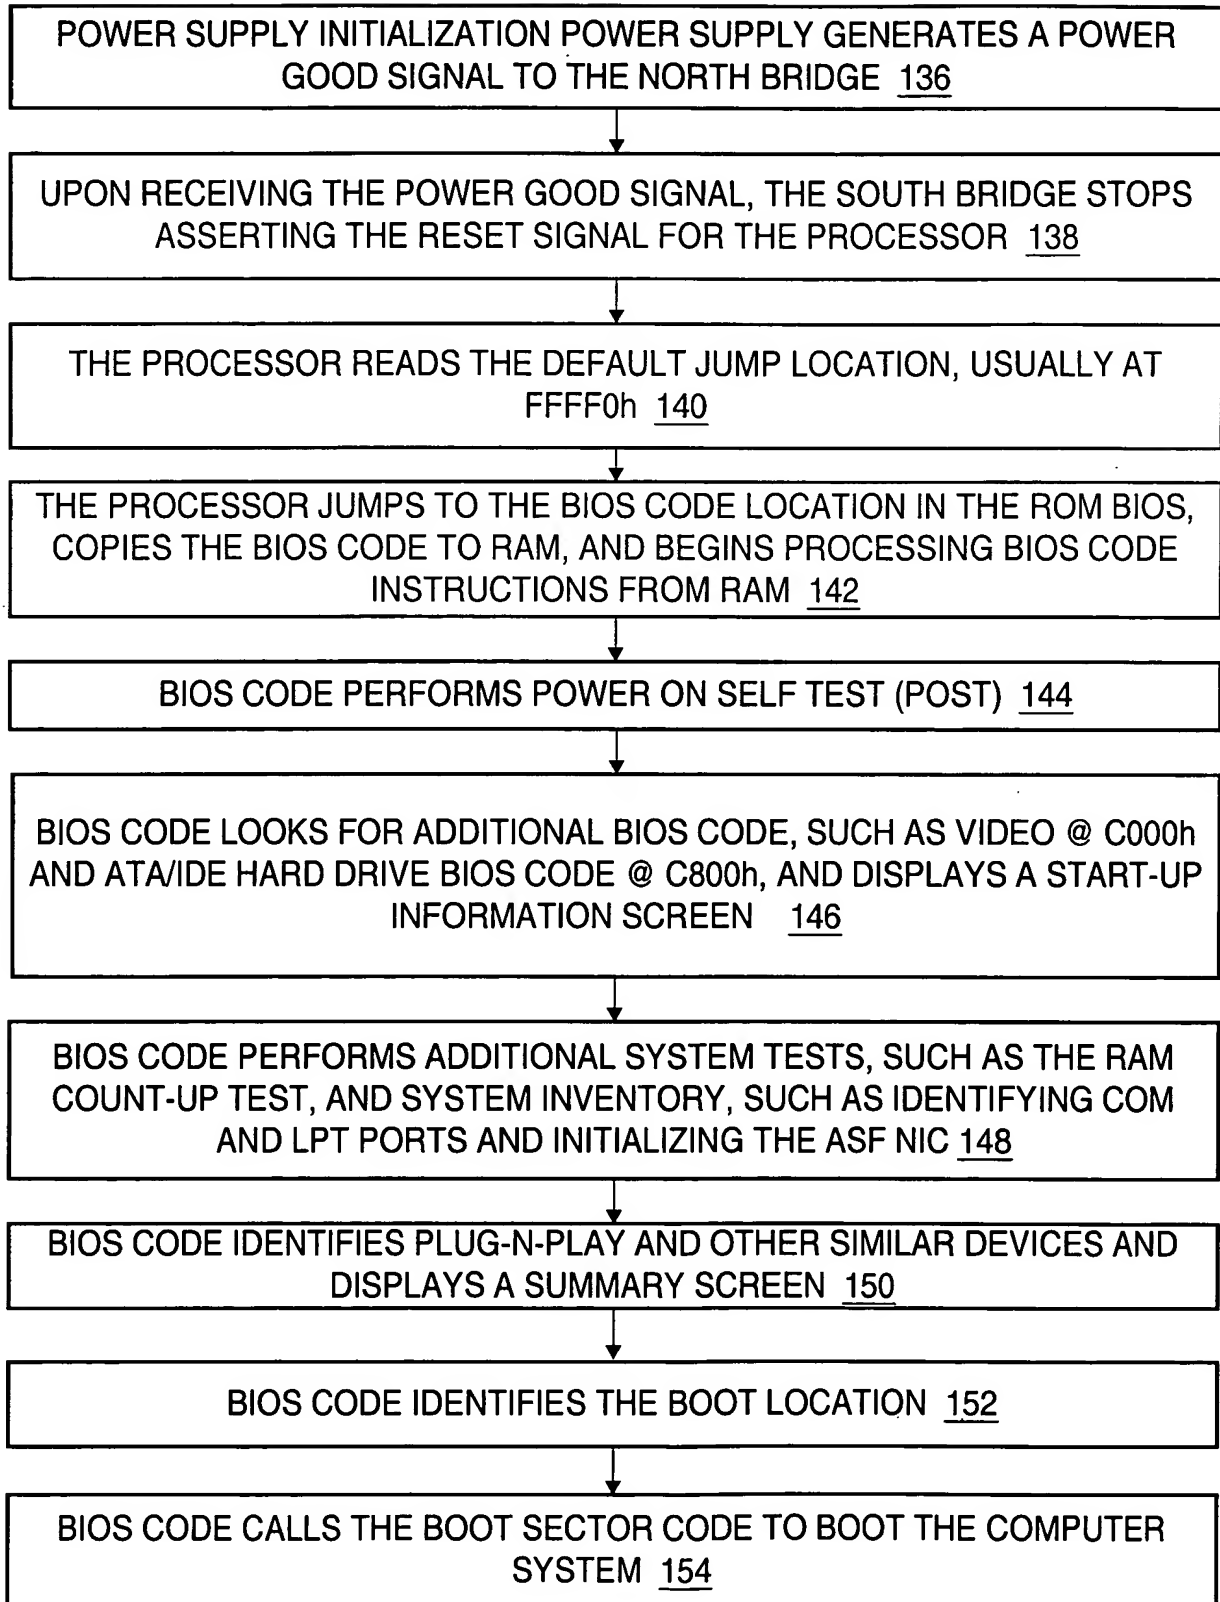 POWER SUPPLY INITIALIZATION POWER SUPPLY GENERATES A POWER
GOOD SIGNAL TO THE NORTH BRIDGE 136
UPON RECEIVING THE POWER GOOD SIGNAL, THE SOUTH BRIDGE STOPS
ASSERTING THE RESET SIGNAL FOR THE PROCESSOR 138
THE PROCESSOR READS THE DEFAULT JUMP LOCATION, USUALLY AT
FFFF0h 140
THE PROCESSOR JUMPS TO THE BIOS CODE LOCATION IN THE ROM BIOS,
COPIES THE BIOS CODE TO RAM, AND BEGINS PROCESSING BIOS CODE
INSTRUCTIONS FROM RAM 142
BIOS CODE PERFORMS POWER ON SELF TEST (POST) 144
BIOS CODE LOOKS FOR ADDITIONAL BIOS CODE, SUCH AS VIDEO @ C000h
AND ATA/IDE HARD DRIVE BIOS CODE @ C800h, AND DISPLAYS A START-UP
INFORMATION SCREEN 146
BIOS CODE PERFORMS ADDITIONAL SYSTEM TESTS, SUCH AS THE RAM
COUNT-UP TEST, AND SYSTEM INVENTORY, SUCH AS IDENTIFYING COM
AND LPT PORTS AND INITIALIZING THE ASF NIC 148
BIOS CODE IDENTIFIES PLUG-N-PLAY AND OTHER SIMILAR DEVICES AND
DISPLAYS A SUMMARY SCREEN 150
BIOS CODE IDENTIFIES THE BOOT LOCATION 152
BIOS CODE CALLS THE BOOT SECTOR CODE TO BOOT THE COMPUTER
SYSTEM 154